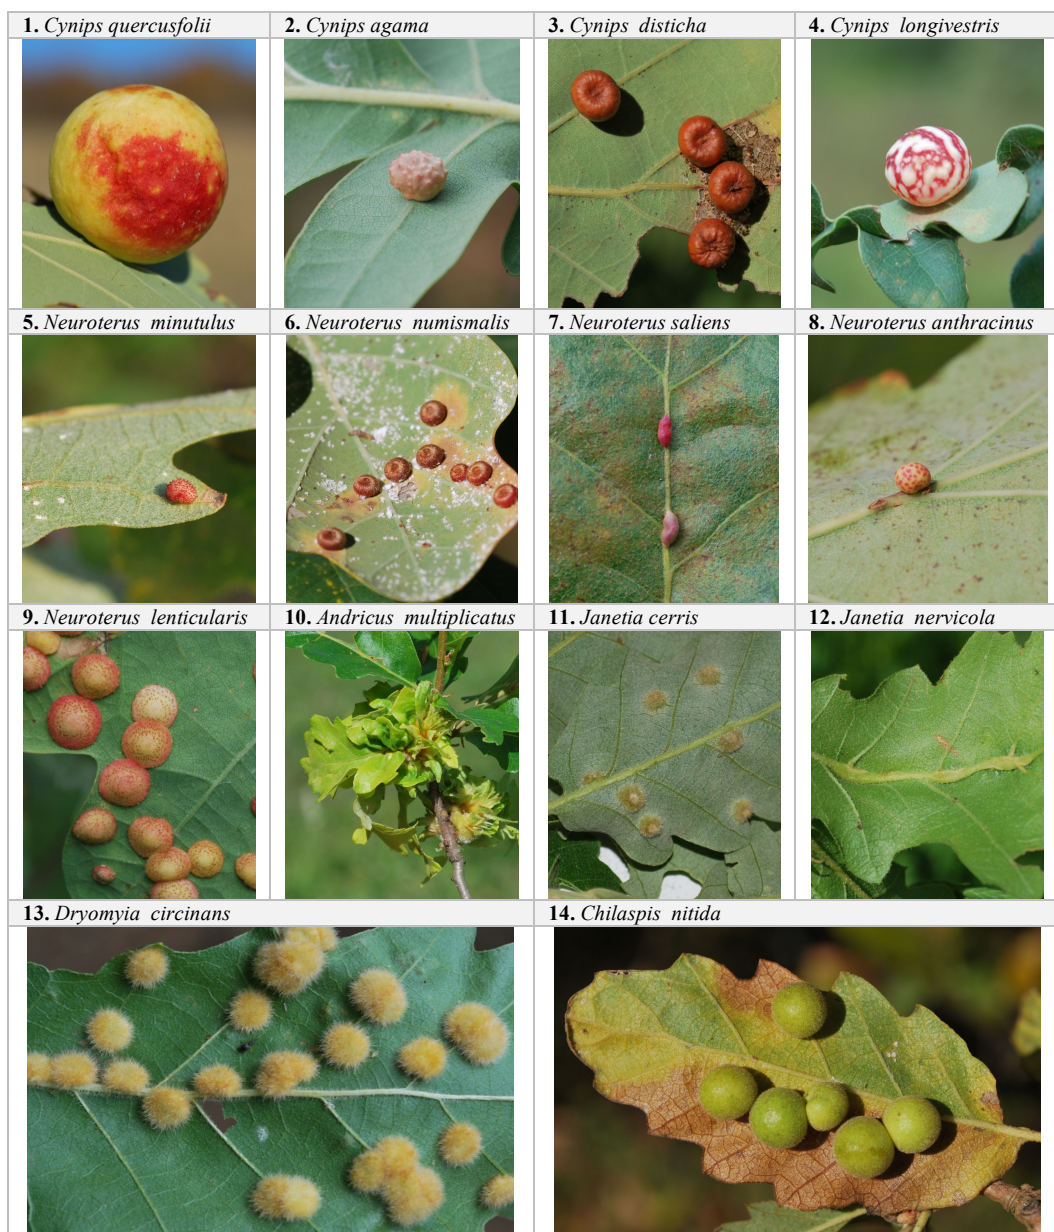 1. Cynips quercusfolii
2. Cynips agama
3. Cynips disticha
4. Cynips longivestris
5. Neuroterus minutulus
6. Neuroterus numismalis
7. Neuroterus saliens
8. Neuroterus anthracinus
9. Neuroterus lenticularis
10. Andricus multiplicatus
11. Janetia cerris
12. Janetia nervicola
13. Dryomyia circinans
14. Chilaspis nitida